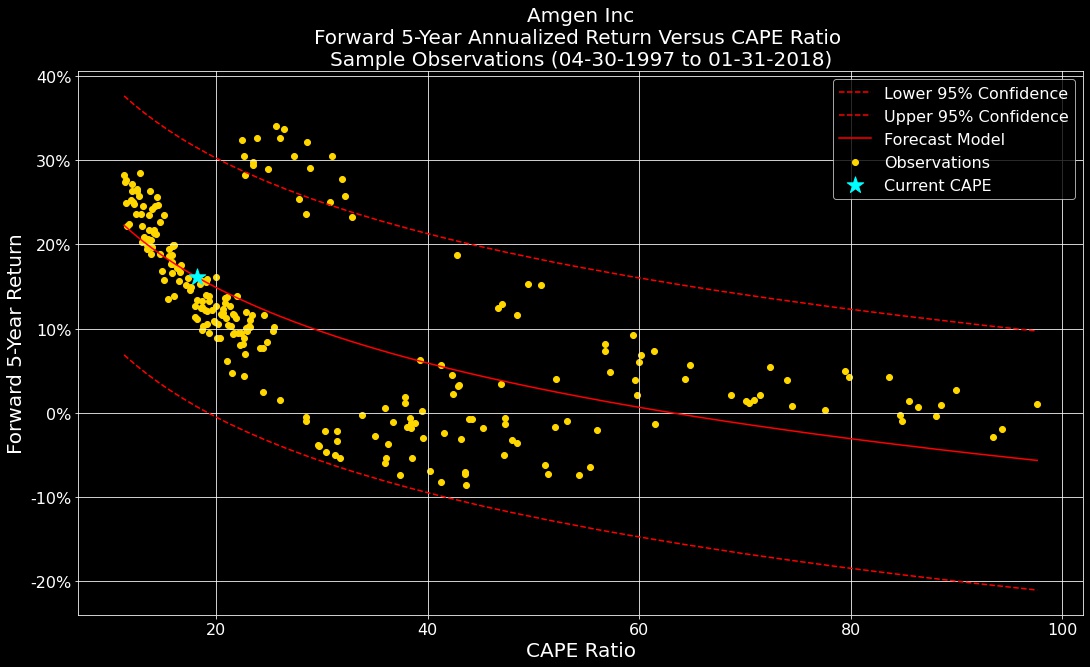 Amgen Inc
Forward 5-Year Annualized Return Versus CAPE Ratio
Sample Observations (04-30-1997 to 01-31-2018)
Lower 95% Confidence
Upper 95% Confidence
Forecast Model
Observations
Current CAPE
Forward 5-Year Return
40%
30%
20%
10%
0%
-10%
-20%
20
40
60
80
100
CAPE Ratio